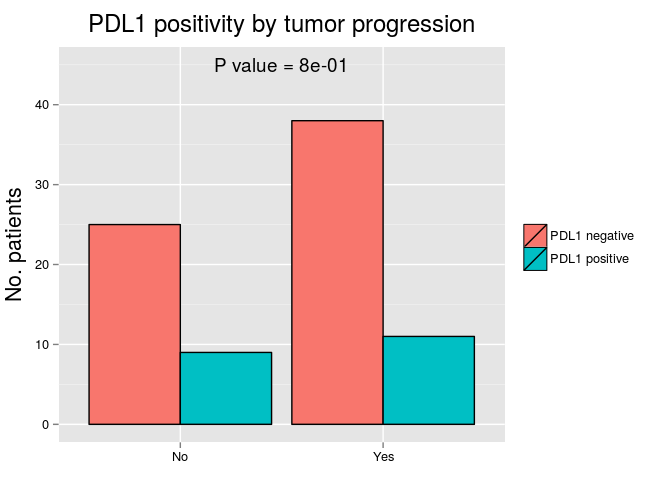 PDL1 positivity by tumor progression
P value = 8e-01
No. patients
40
30
20
10
0
No
Yes
PDL1 negative
PDL1 positive